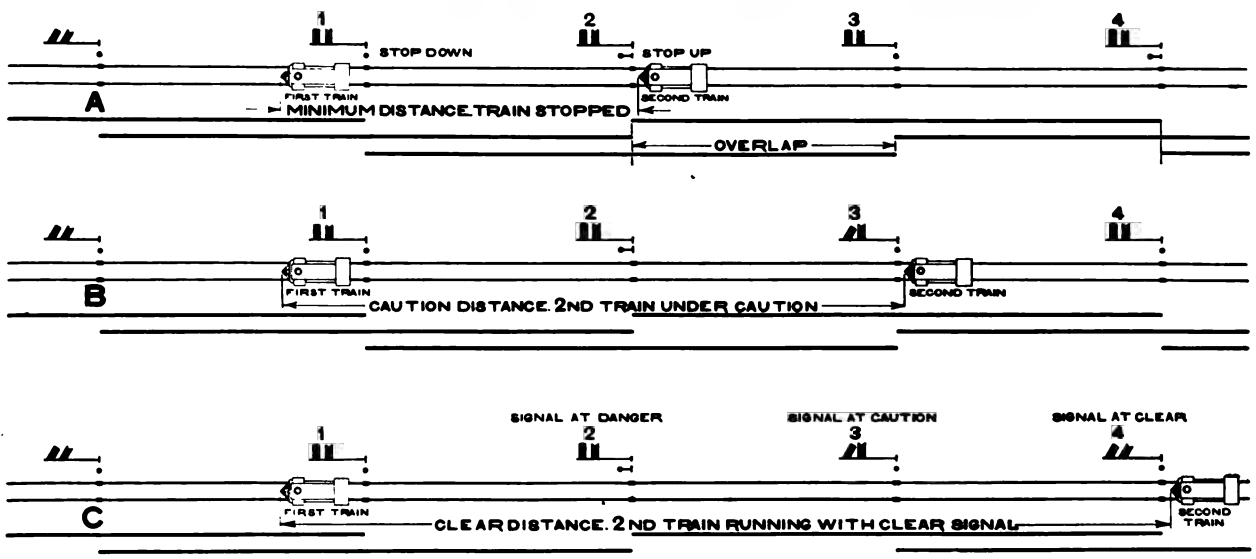 1 2 3 4
STOP DOWN STOP UP
A FIRST TRAIN SECOND TRAIN
MINIMUM DISTANCE.TRAIN STOPPED
OVERLAP
1 2 3 4
B FIRST TRAIN SECOND TRAIN
CAUTION DISTANCE. 2ND TRAIN UNDER CAUTION
SIGNAL AT DANGER SIGNAL AT CAUTION SIGNAL AT CLEAR
1 2 3 4
C FIRST TRAIN SECOND TRAIN
CLEAR DISTANCE. 2ND TRAIN RUNNING WITH CLEAR SIGNAL